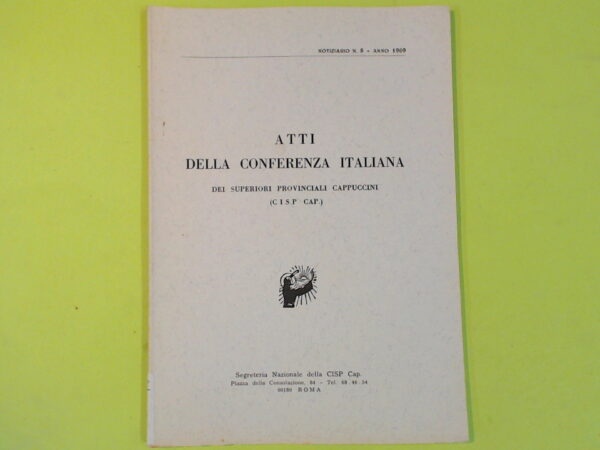 NOTIZIARIO N. 8 - ANNO 1969
ATTI
DELLA CONFERENZA ITALIANA
DEI SUPERIORI PROVINCIALI CAPPUCCINI
(C I S.P CAP.)
Segreteria Nazionale della CISP Cap.
Piazza della Consolazione, 84 - Tel. 68 46 54
00186 ROMA